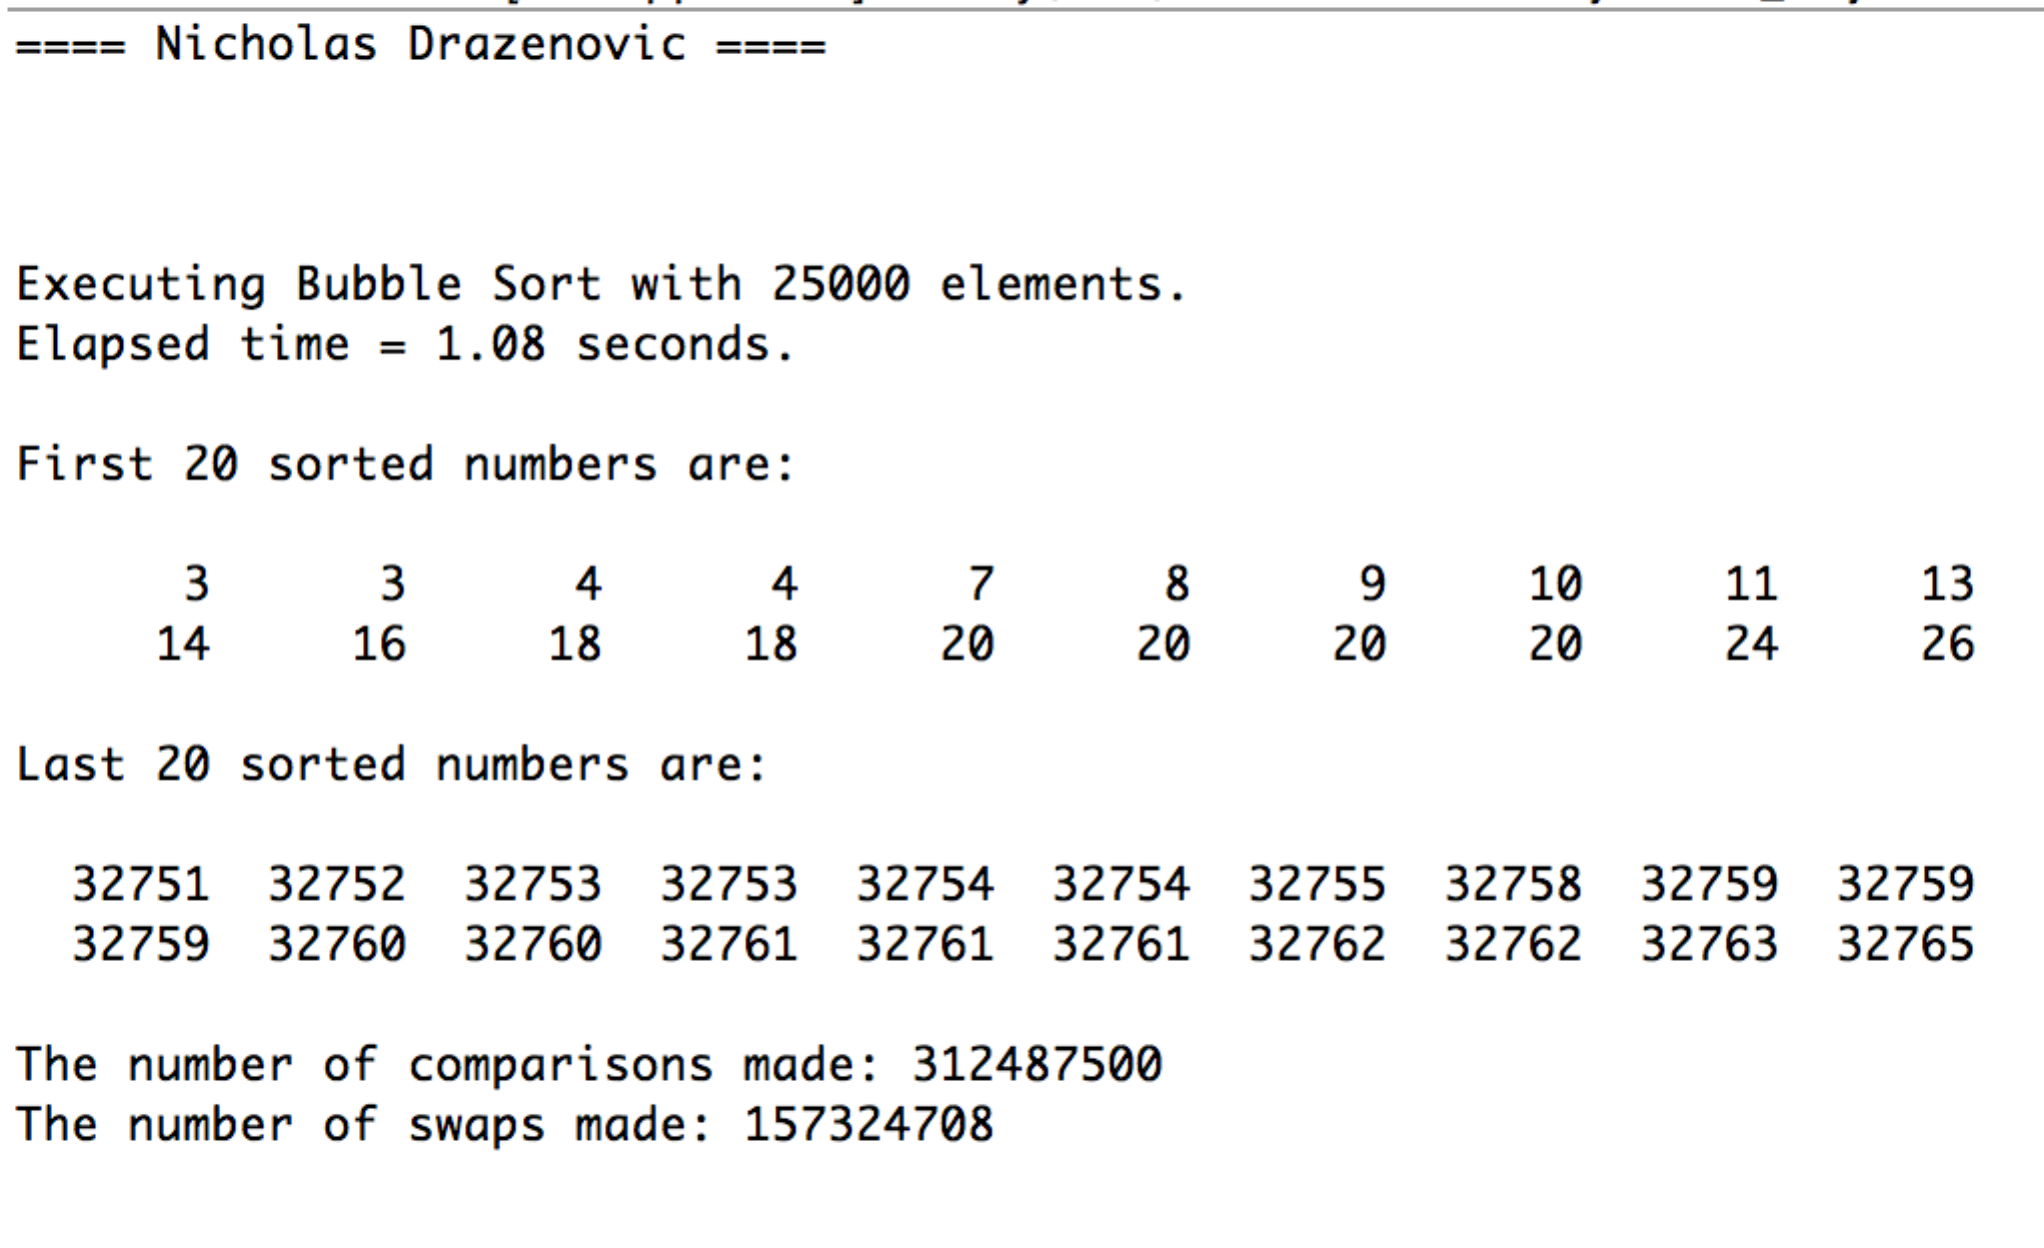 ==== Nicholas Drazenovic ====
Executing Bubble Sort with 25000 elements.
Elapsed time = 1.08 seconds.
First 20 sorted numbers are:
3 3 4 4 7 8 9 10 11 13
14 16 18 18 20 20 20 20 24 26
Last 20 sorted numbers are:
32751 32752 32753 32753 32754 32754 32755 32758 32759 32759
32759 32760 32760 32761 32761 32761 32762 32762 32763 32765
The number of comparisons made: 312487500
The number of swaps made: 157324708